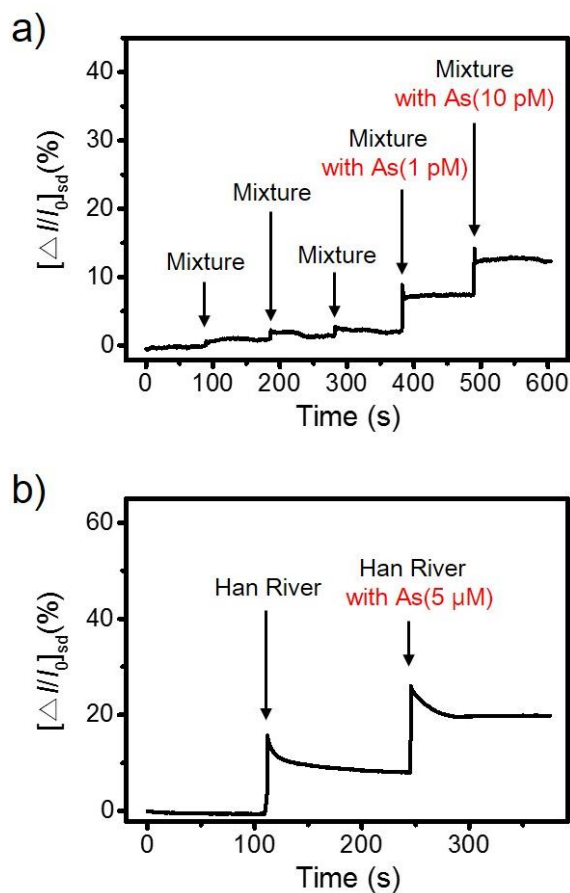 a)
[△I/I₀]sd(%)
40
30
20
10
0
Mixture
Mixture
Mixture
Mixture
with As(1 pM)
Mixture
with As(10 pM)
0 100 200 300 400 500 600
Time (s)
b)
[△I/I₀]sd(%)
60
40
20
0
Han River
Han River
with As(5 µM)
0 100 200 300
Time (s)